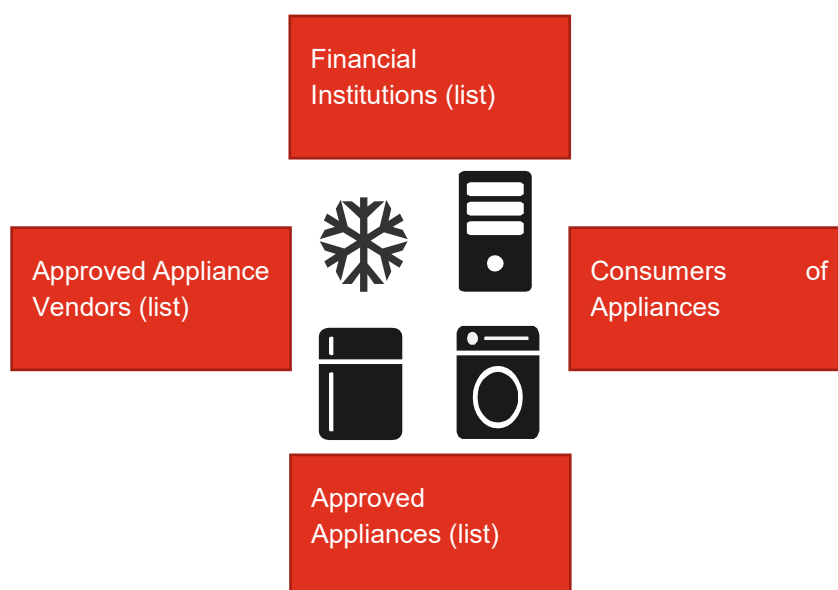 Financial
Institutions (list)
Approved Appliance
Vendors (list)
Consumers of
Appliances
Approved
Appliances (list)